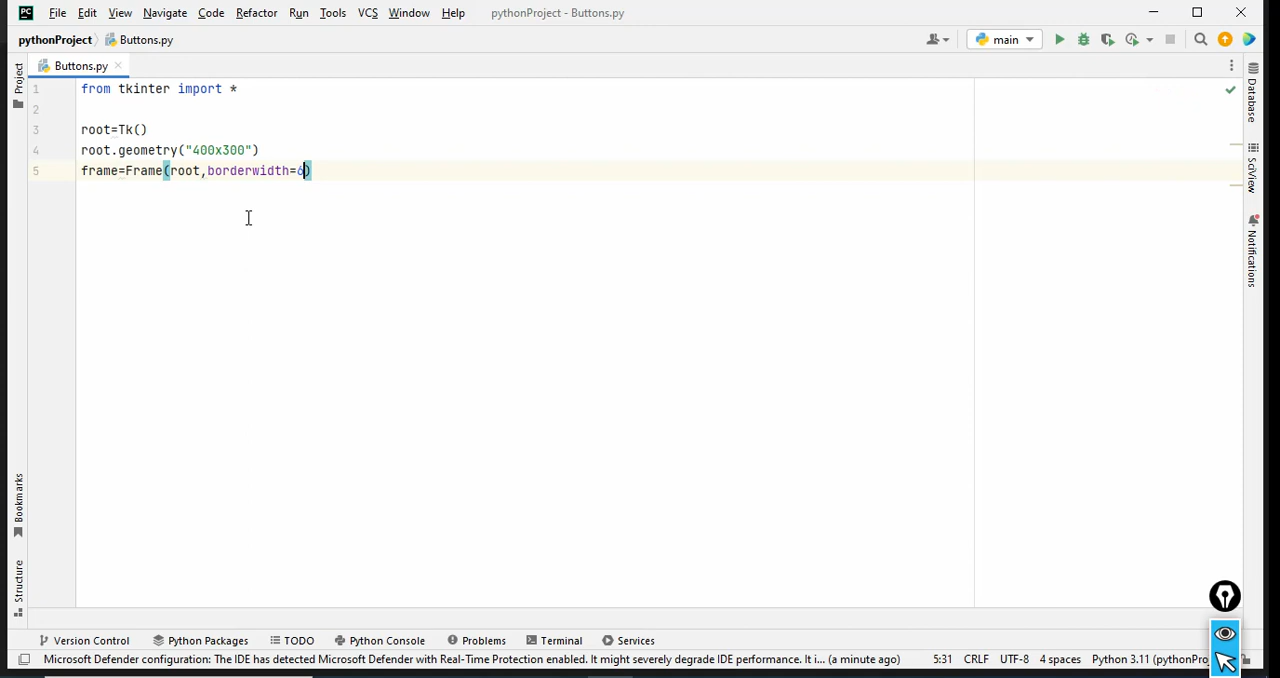 PC File Edit View Navigate Code Refactor Run Tools VCS Window Help pythonProject - Buttons.py
pythonProject Buttons.py main
Project Buttons.py Database
1 from tkinter import *
2
3 root=Tk()
4 root.geometry("400x300")
5 frame=Frame(root,borderwidth=6)
SciView
Notifications
Bookmarks
Structure
Version Control Python Packages TODO Python Console Problems Terminal Services
Microsoft Defender configuration: The IDE has detected Microsoft Defender with Real-Time Protection enabled. It might severely degrade IDE performance. It i... (a minute ago) 5:31 CRLF UTF-8 4 spaces Python 3.11 (pythonPro